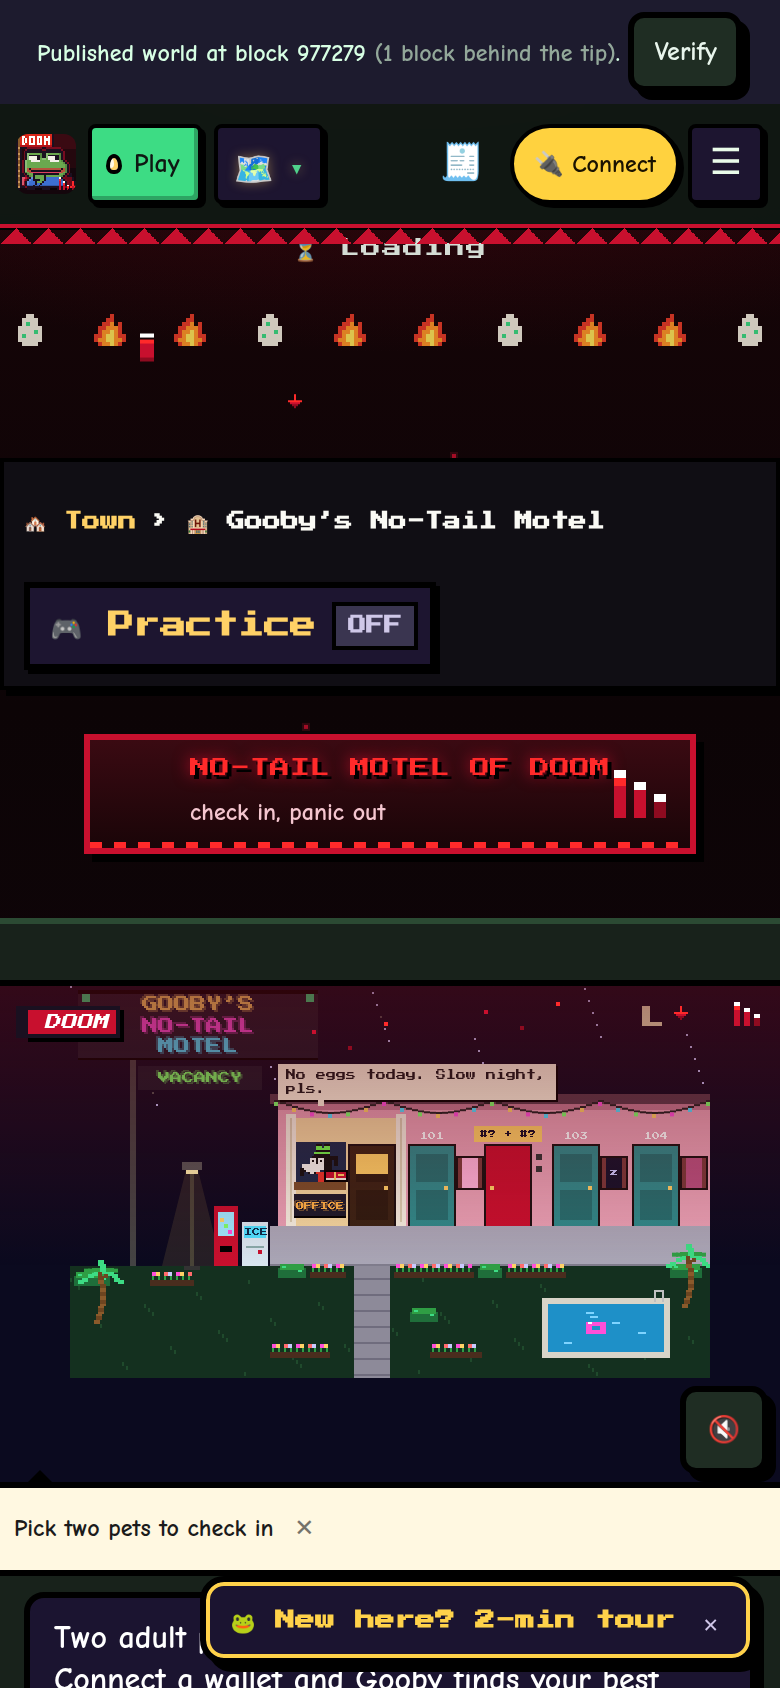 Published world at block 977279 (1 block behind the tip).
Verify
DOOM
Play
Connect
Loading
Town › Gooby's No-Tail Motel
Practice OFF
NO-TAIL MOTEL OF DOOM
check in, panic out
DOOM
GOOBY'S
NO-TAIL
MOTEL
VACANCY
No eggs today. Slow night,
pls.
101
#? + #?
103
104
Z
OFFICE
ICE
Pick two pets to check in
New here? 2-min tour
Two adult
Connect a wallet and Gooby finds your best